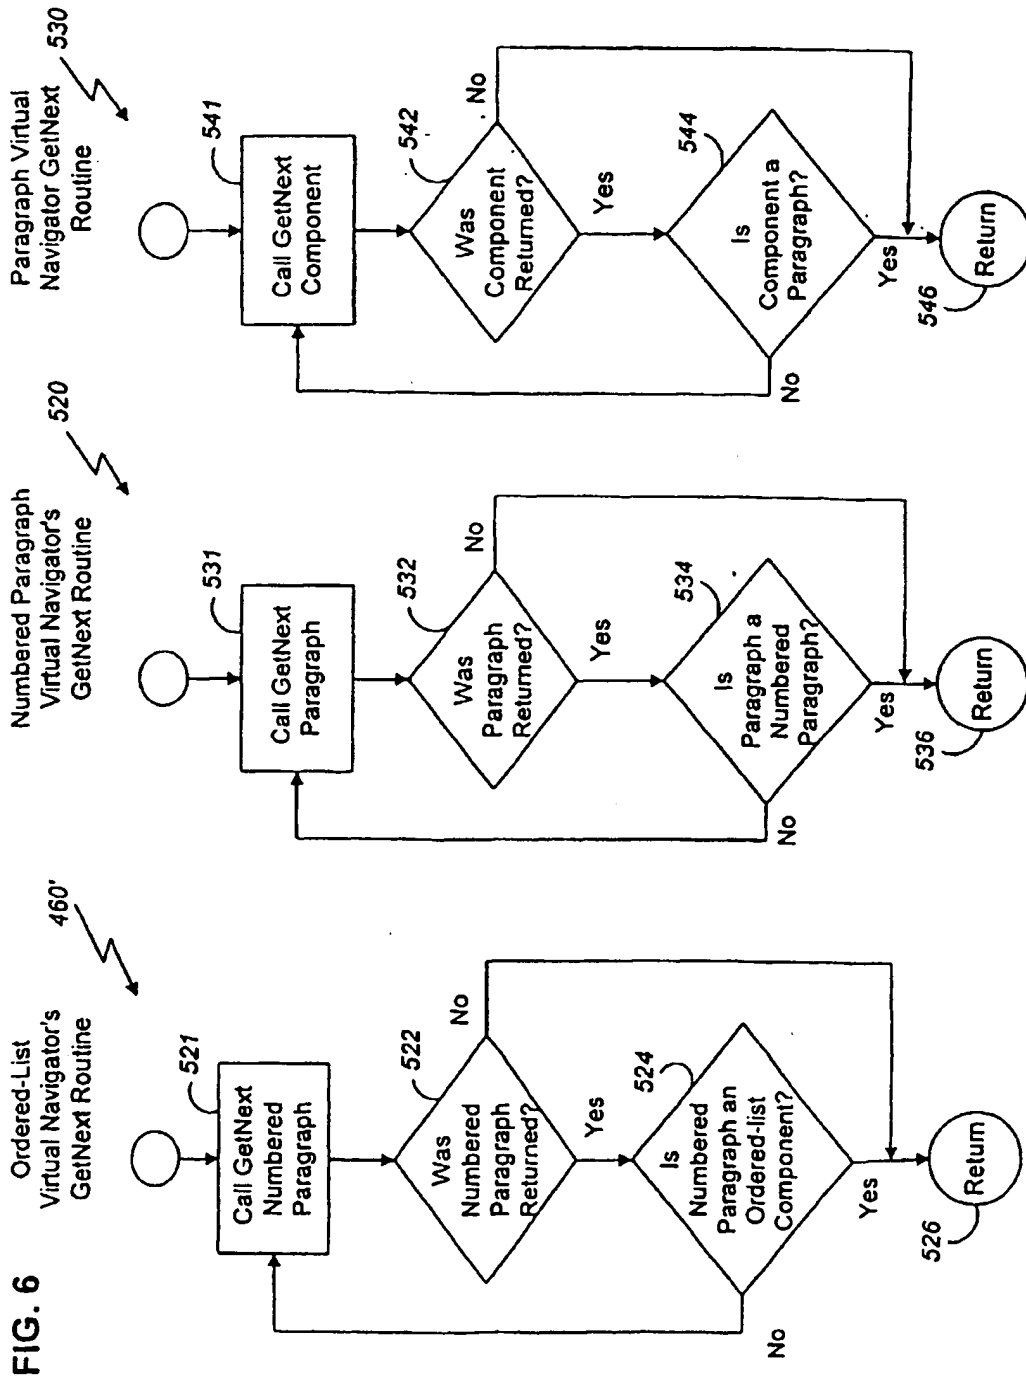 FIG. 6
Ordered-List
Virtual Navigator's
GetNext Routine
460'
521
Call GetNext
Numbered
Paragraph
522
Was
Numbered
Paragraph
Returned?
No
Yes
524
Is
Numbered
Paragraph an
Ordered-list
Component?
No
Yes
526
Return
Numbered Paragraph
Virtual Navigator's
GetNext Routine
520
531
Call GetNext
Paragraph
532
Was
Paragraph
Returned?
No
Yes
534
Is
Paragraph a
Numbered
Paragraph?
No
Yes
536
Return
Paragraph Virtual
Navigator GetNext
Routine
530
541
Call GetNext
Component
542
Was
Component
Returned?
No
Yes
544
Is
Component a
Paragraph?
No
Yes
546
Return